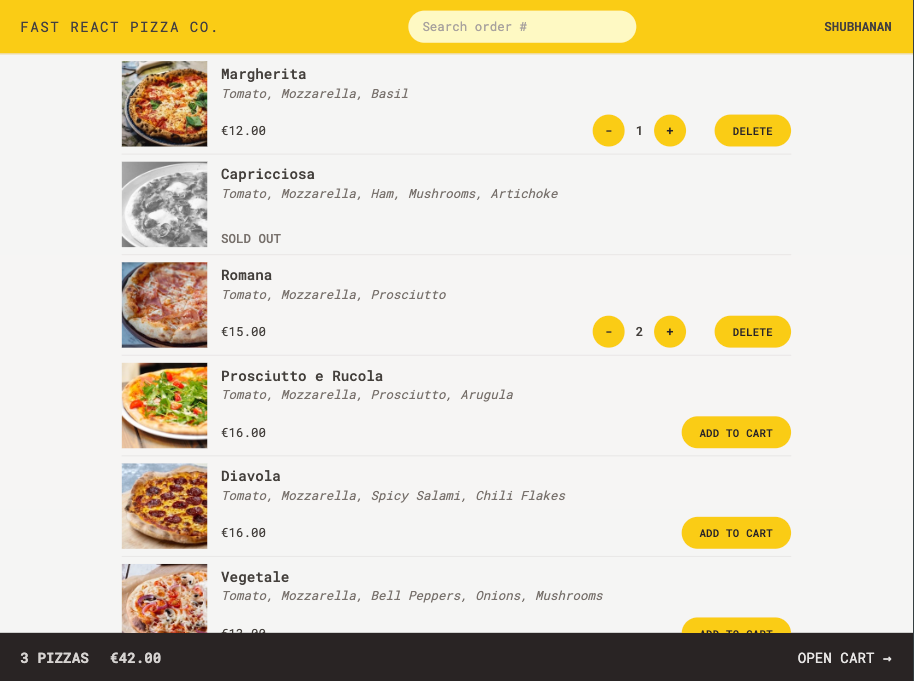 FAST REACT PIZZA CO.
Search order #
SHUBHANAN
Margherita
Tomato, Mozzarella, Basil
€12.00
- 1 +
DELETE
Capricciosa
Tomato, Mozzarella, Ham, Mushrooms, Artichoke
SOLD OUT
Romana
Tomato, Mozzarella, Prosciutto
€15.00
- 2 +
DELETE
Prosciutto e Rucola
Tomato, Mozzarella, Prosciutto, Arugula
€16.00
ADD TO CART
Diavola
Tomato, Mozzarella, Spicy Salami, Chili Flakes
€16.00
ADD TO CART
Vegetale
Tomato, Mozzarella, Bell Peppers, Onions, Mushrooms
ADD TO CART
3 PIZZAS €42.00
OPEN CART →